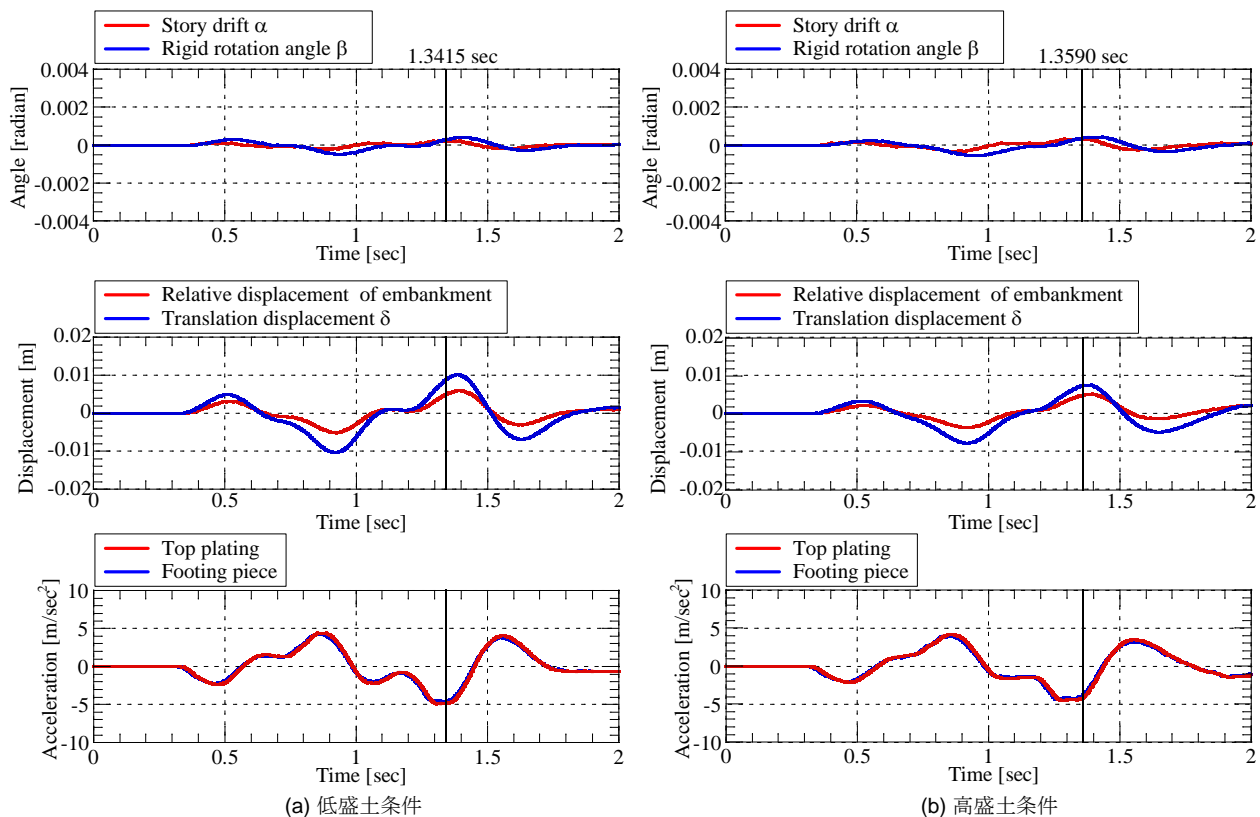 Story drift α
Rigid rotation angle β
1.3415 sec
0.004
0.002
0
-0.002
-0.004
Angle [radian]
0 0.5 1 1.5 2
Time [sec]
Relative displacement of embankment
Translation displacement δ
0.02
0.01
0
-0.01
-0.02
Displacement [m]
0 0.5 1 1.5 2
Time [sec]
Top plating
Footing piece
10
5
0
-5
-10
Acceleration [m/sec²]
0 0.5 1 1.5 2
Time [sec]
(a) 低盛土条件
Story drift α
Rigid rotation angle β
1.3590 sec
0.004
0.002
0
-0.002
-0.004
Angle [radian]
0 0.5 1 1.5 2
Time [sec]
Relative displacement of embankment
Translation displacement δ
0.02
0.01
0
-0.01
-0.02
Displacement [m]
0 0.5 1 1.5 2
Time [sec]
Top plating
Footing piece
10
5
0
-5
-10
Acceleration [m/sec²]
0 0.5 1 1.5 2
Time [sec]
(b) 高盛土条件